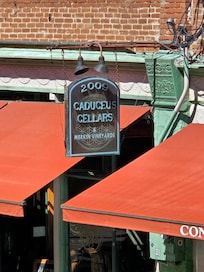 2009
CADUCEUS
CELLARS
&
MERKIN VINEYARDS
CON